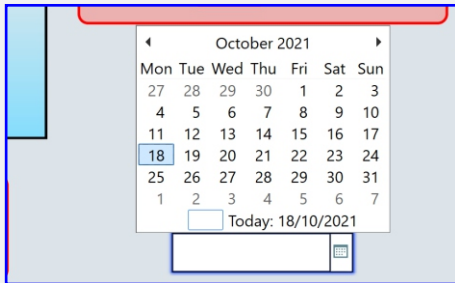 October 2021
Mon Tue Wed Thu Fri Sat Sun
27 28 29 30 1 2 3
4 5 6 7 8 9 10
11 12 13 14 15 16 17
18 19 20 21 22 23 24
25 26 27 28 29 30 31
1 2 3 4 5 6 7
Today: 18/10/2021